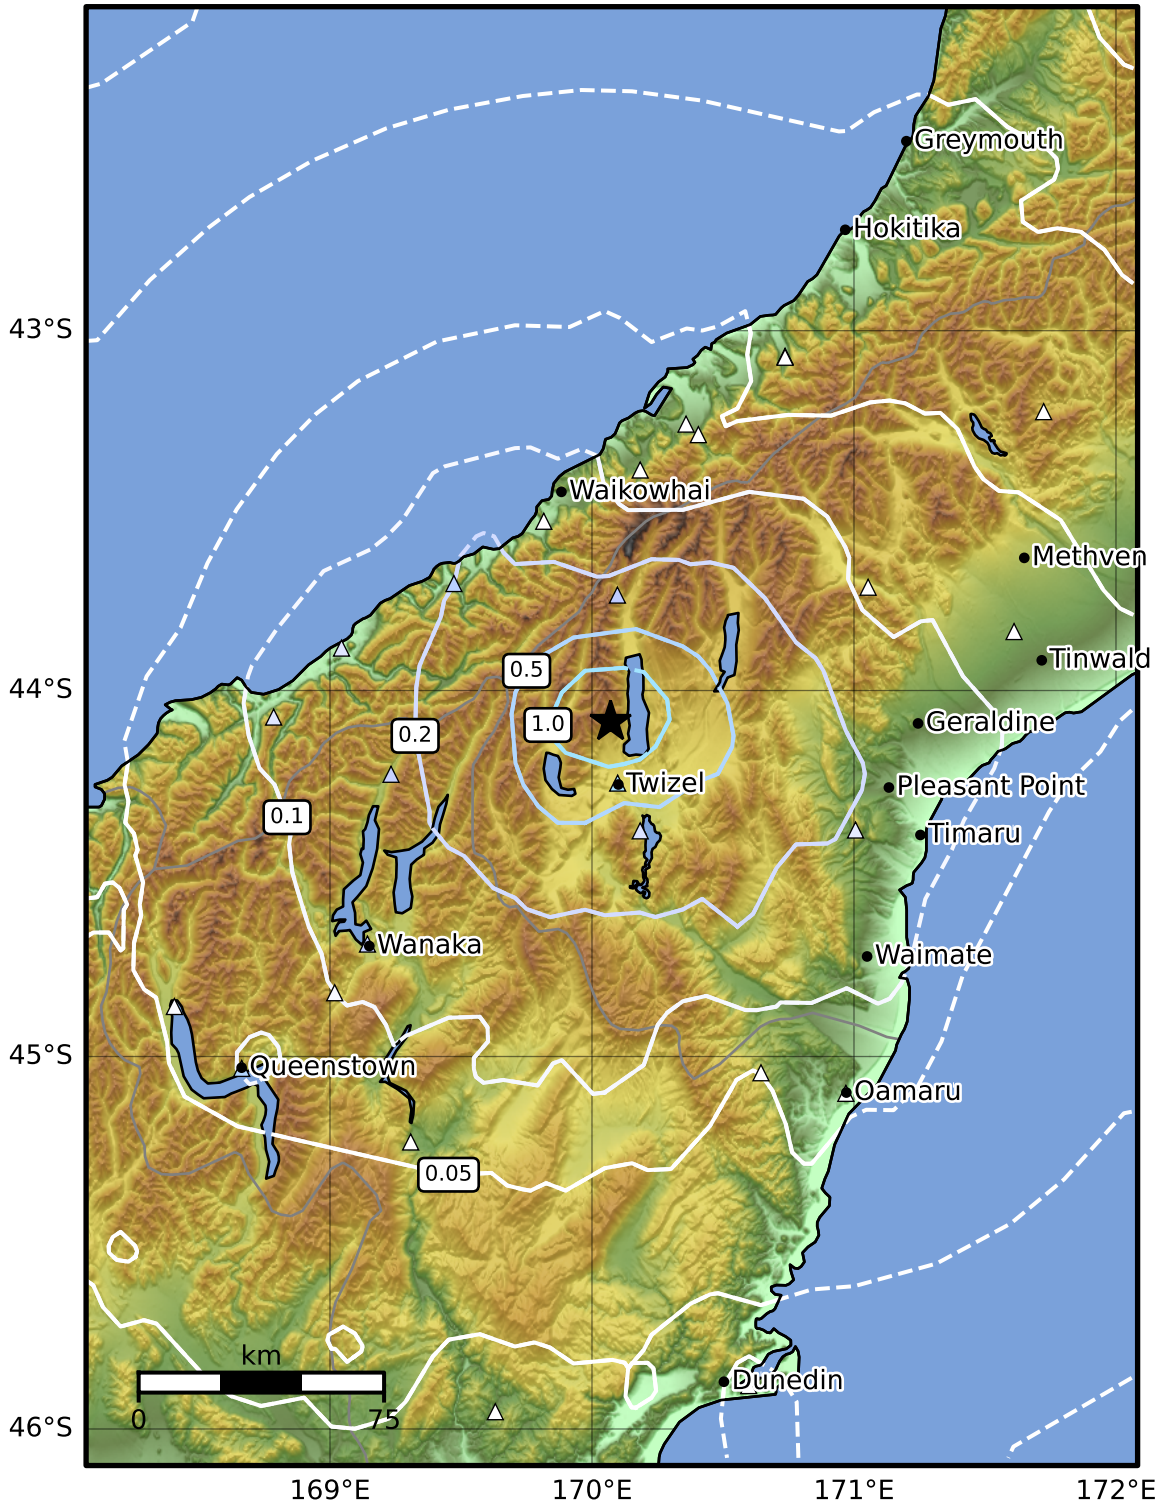 Greymouth
Hokitika
43°S
Waikowhai
Methven
Tinwald
0.5
44°S
Geraldine
1.0
0.2
Twizel
Pleasant Point
0.1
Timaru
Wanaka
Waimate
45°S
Queenstown
Oamaru
0.05
km
Dunedin
0
75
46°S
169°E
170°E
171°E
172°E